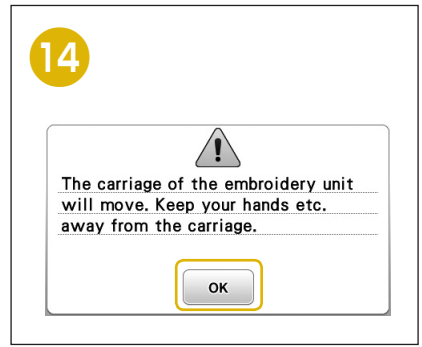 14
The carriage of the embroidery unit
will move. Keep your hands etc.
away from the carriage.
OK